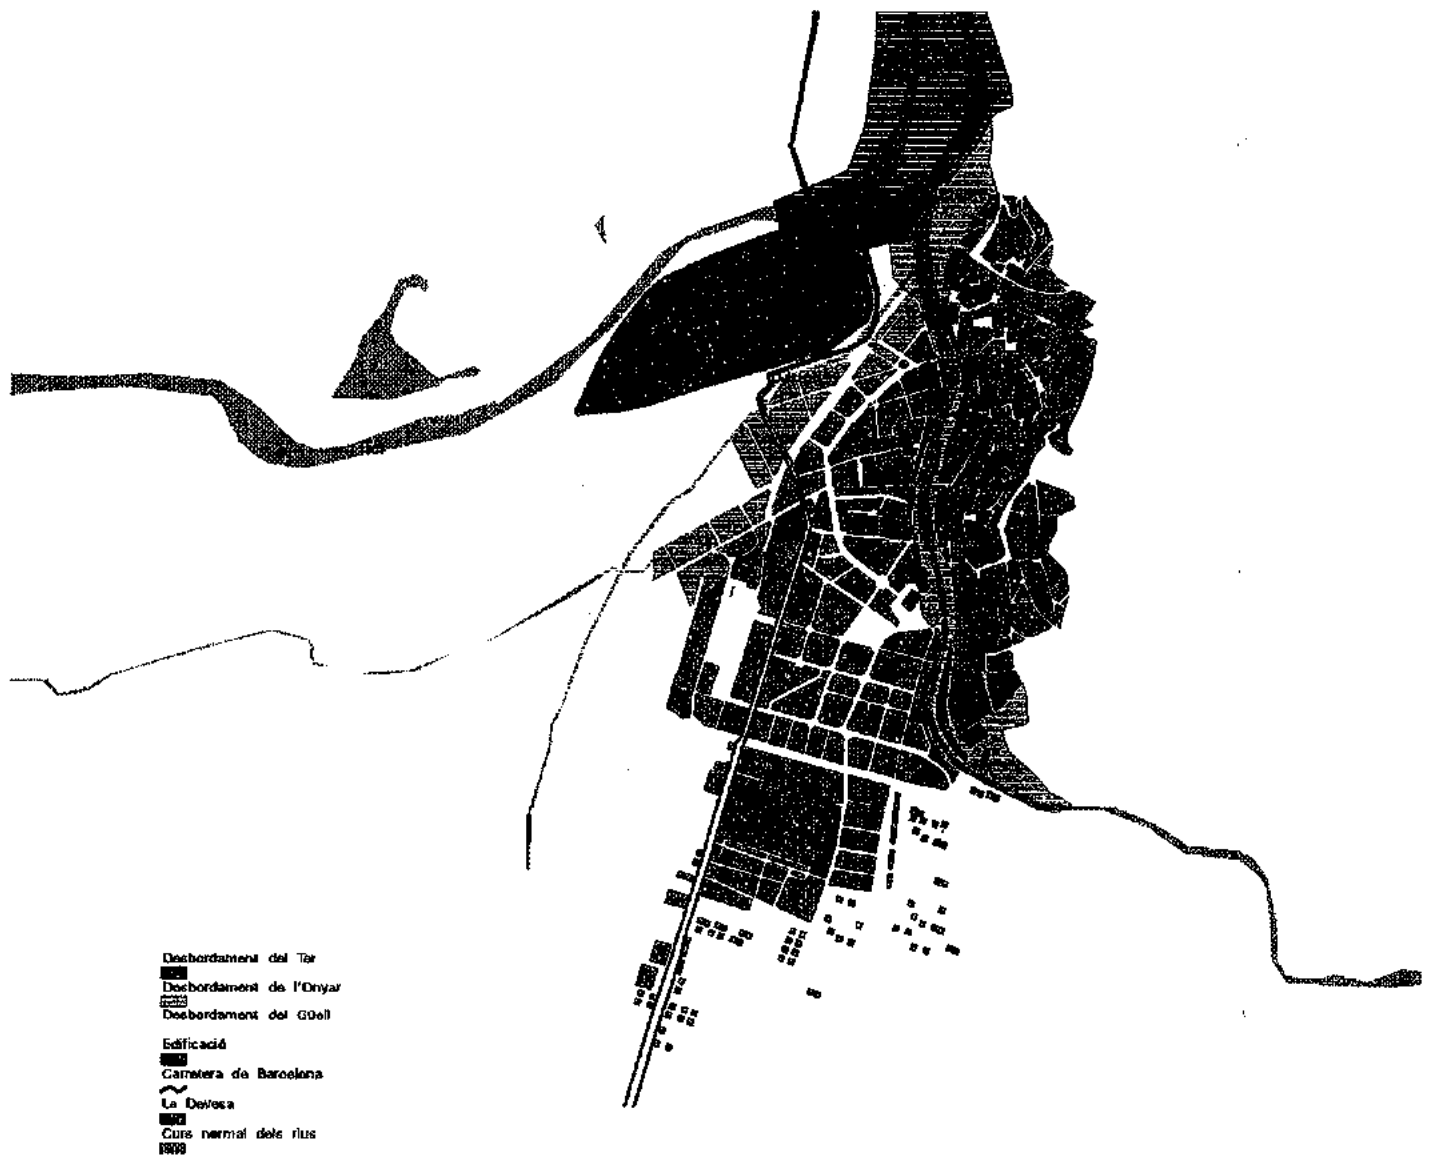 Desbordament del Ter
Desbordament de l'Onyar
Desbordament del Güell
Edificació
Carretera de Barcelona
La Devesa
Curs normal dels rius